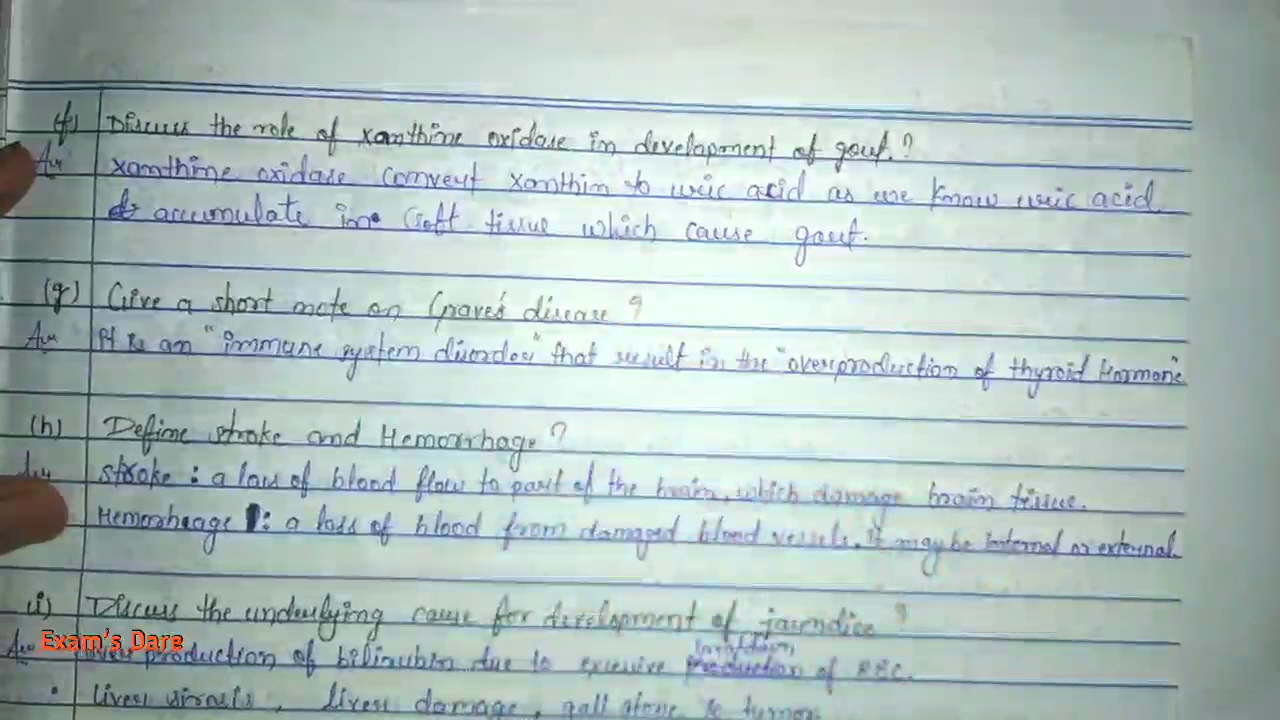 (f) Discuss the role of xanthine oxidase in development of gout.?
Ans xanthine oxidase convert xanthin to uric acid as we know uric acid
accumulate in soft tissue which cause gout.
(g) Give a short note on Graves disease ?
Ans It is an "immune system disorder" that result in the "overproduction of thyroid Hormone"
(h) Define stroke and Hemorrhage ?
Ans stroke : a loss of blood flow to part of the brain, which damage brain tissue.
Hemorrhage : a loss of blood from damaged blood vessels. it may be internal or external.
(i) Discuss the underlying cause for development of jaundice ?
Exam's Dare
Ans over production of bilirubin due to excessive production of RBC.
• liver sirosis, liver damage, gall stone & tumor.